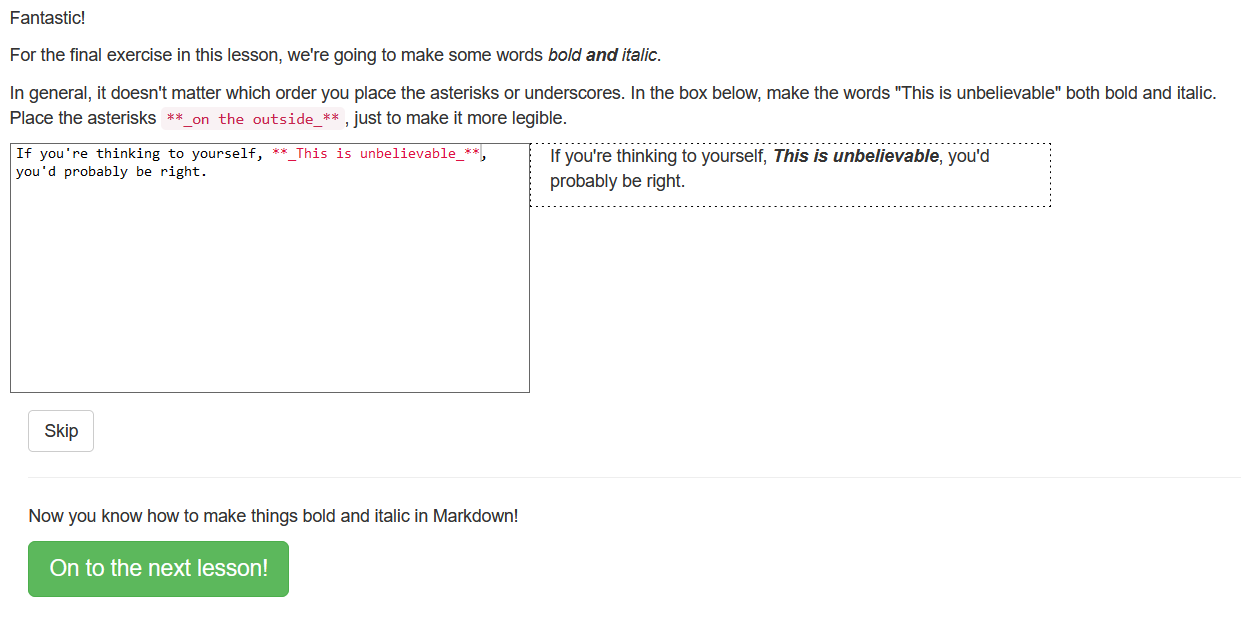 Fantastic!
For the final exercise in this lesson, we're going to make some words bold and italic.
In general, it doesn't matter which order you place the asterisks or underscores. In the box below, make the words "This is unbelievable" both bold and italic.
Place the asterisks **_on the outside_**, just to make it more legible.
If you're thinking to yourself, **_This is unbelievable_**,
you'd probably be right.
If you're thinking to yourself, This is unbelievable, you'd
probably be right.
Skip
Now you know how to make things bold and italic in Markdown!
On to the next lesson!